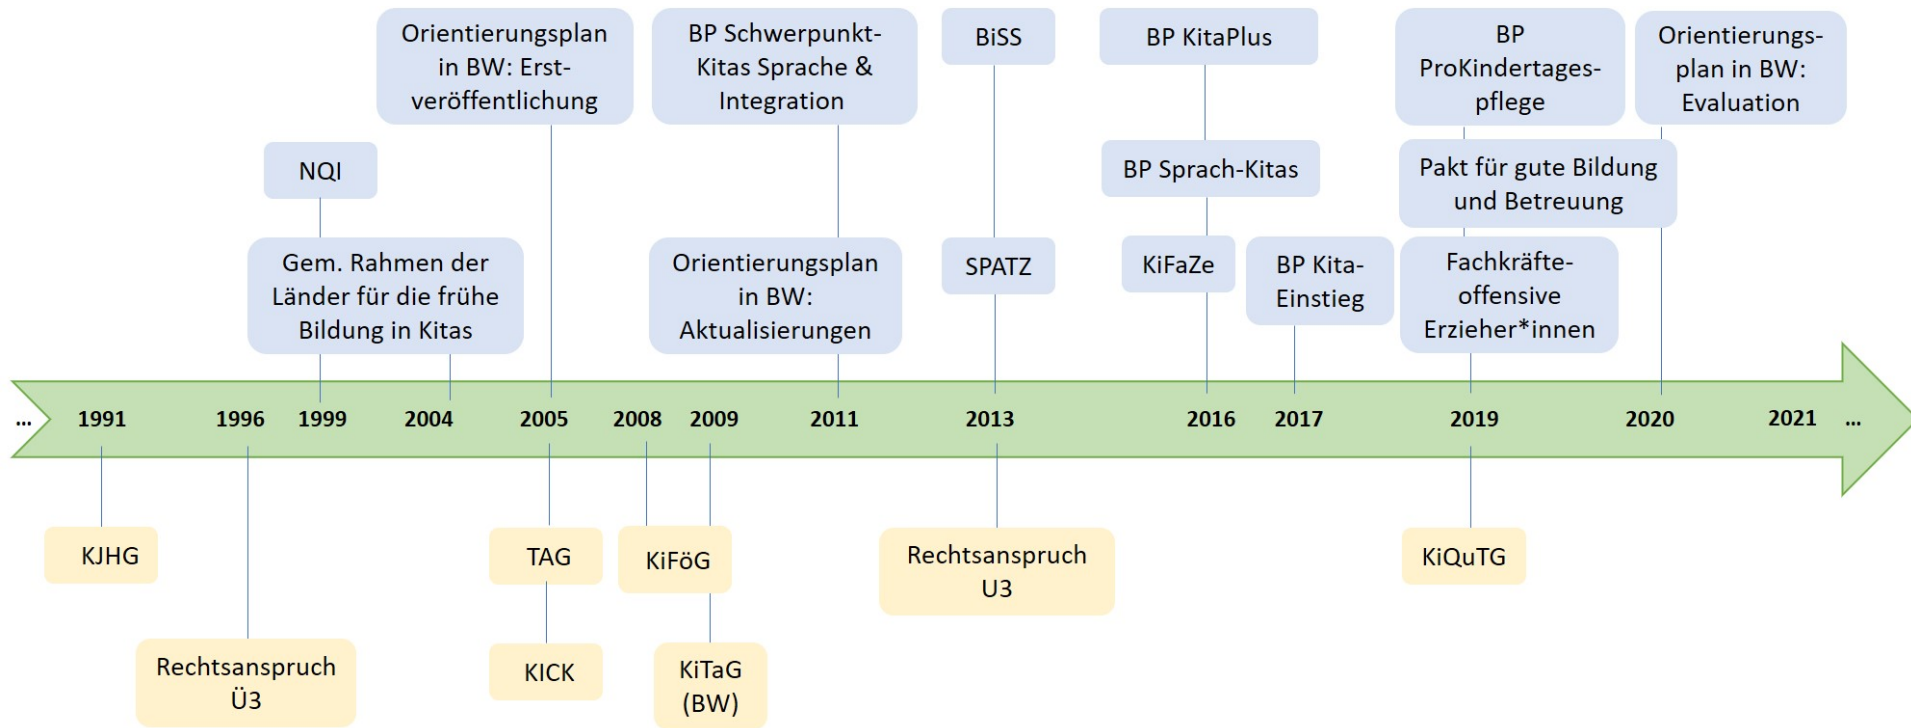 Orientierungsplan
in BW: Erst-
veröffentlichung
BP Schwerpunkt-
Kitas Sprache &
Integration
BiSS
BP KitaPlus
BP
ProKindertages-
pflege
Orientierungs-
plan in BW:
Evaluation
NQI
BP Sprach-Kitas
Pakt für gute Bildung
und Betreuung
Gem. Rahmen der
Länder für die frühe
Bildung in Kitas
Orientierungsplan
in BW:
Aktualisierungen
SPATZ
KiFaZe
BP Kita-
Einstieg
Fachkräfte-
offensive
Erzieher*innen
... 1991 1996 1999 2004 2005 2008 2009 2011 2013 2016 2017 2019 2020 2021 ...
KJHG
TAG
KiFöG
Rechtsanspruch
U3
KiQuTG
Rechtsanspruch
Ü3
KICK
KiTaG
(BW)